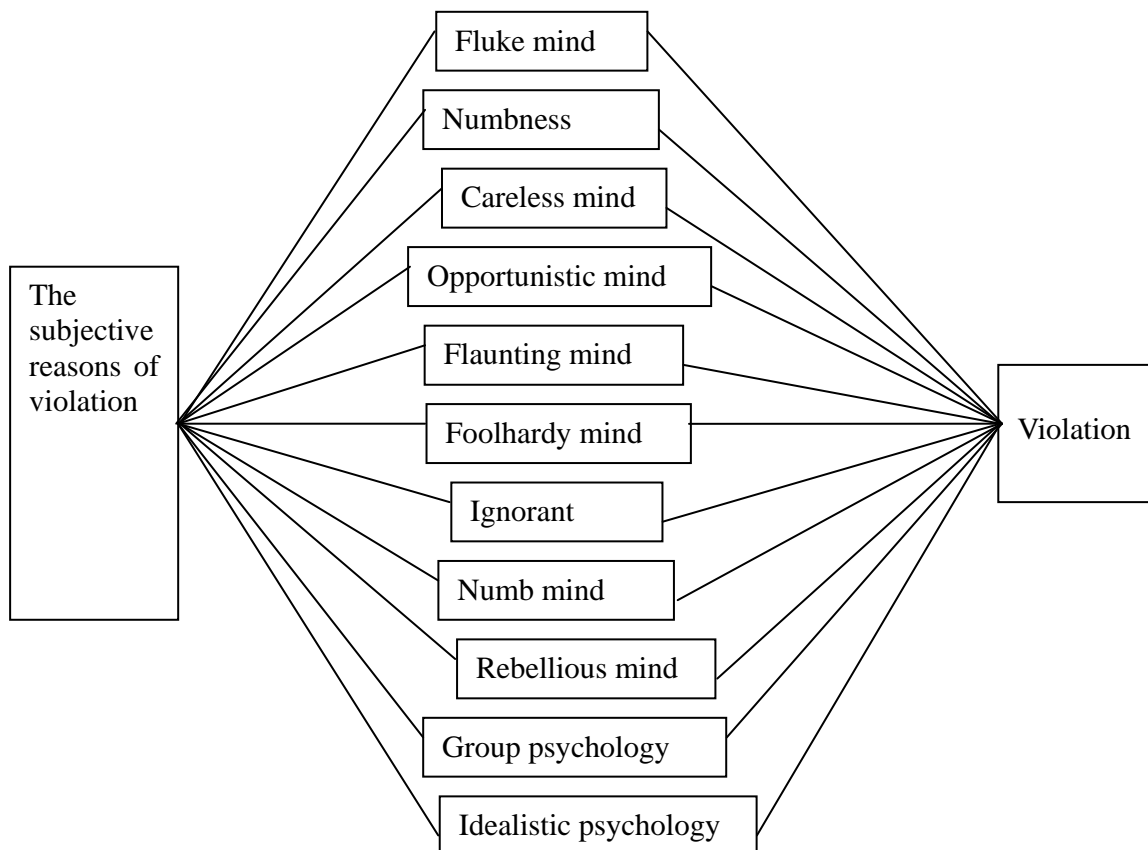 The
subjective
reasons of
violation
Fluke mind
Numbness
Careless mind
Opportunistic mind
Flaunting mind
Foolhardy mind
Ignorant
Numb mind
Rebellious mind
Group psychology
Idealistic psychology
Violation